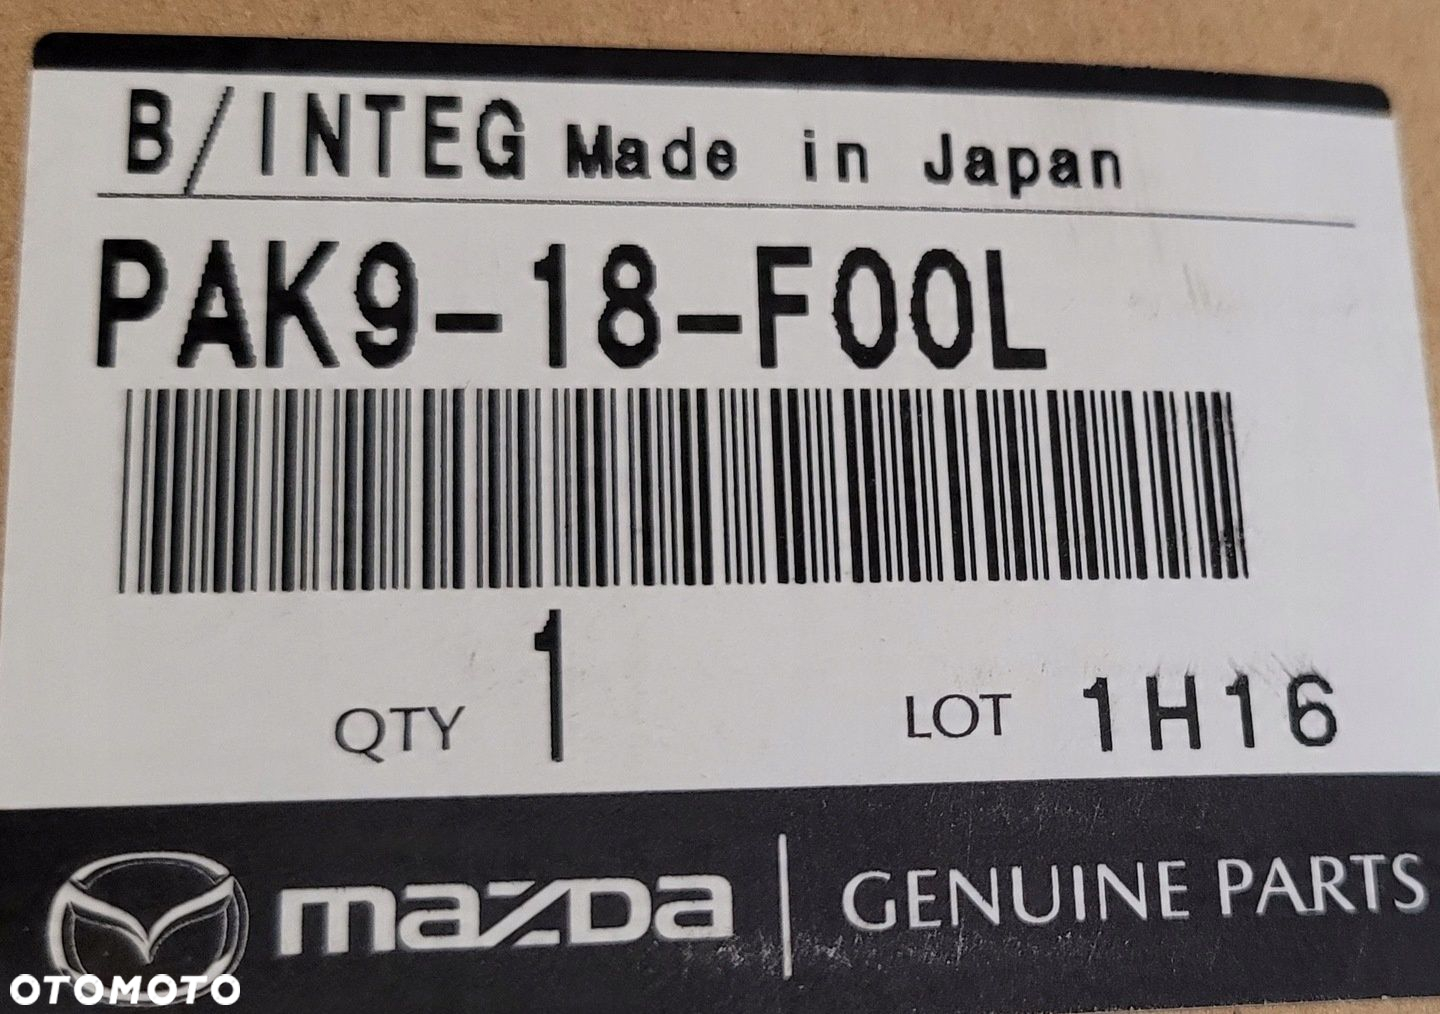 B/INTEG Made in Japan
PAK9-18-F00L
QTY 1 LOT 1H16
mazda GENUINE PARTS
OTOMOTO